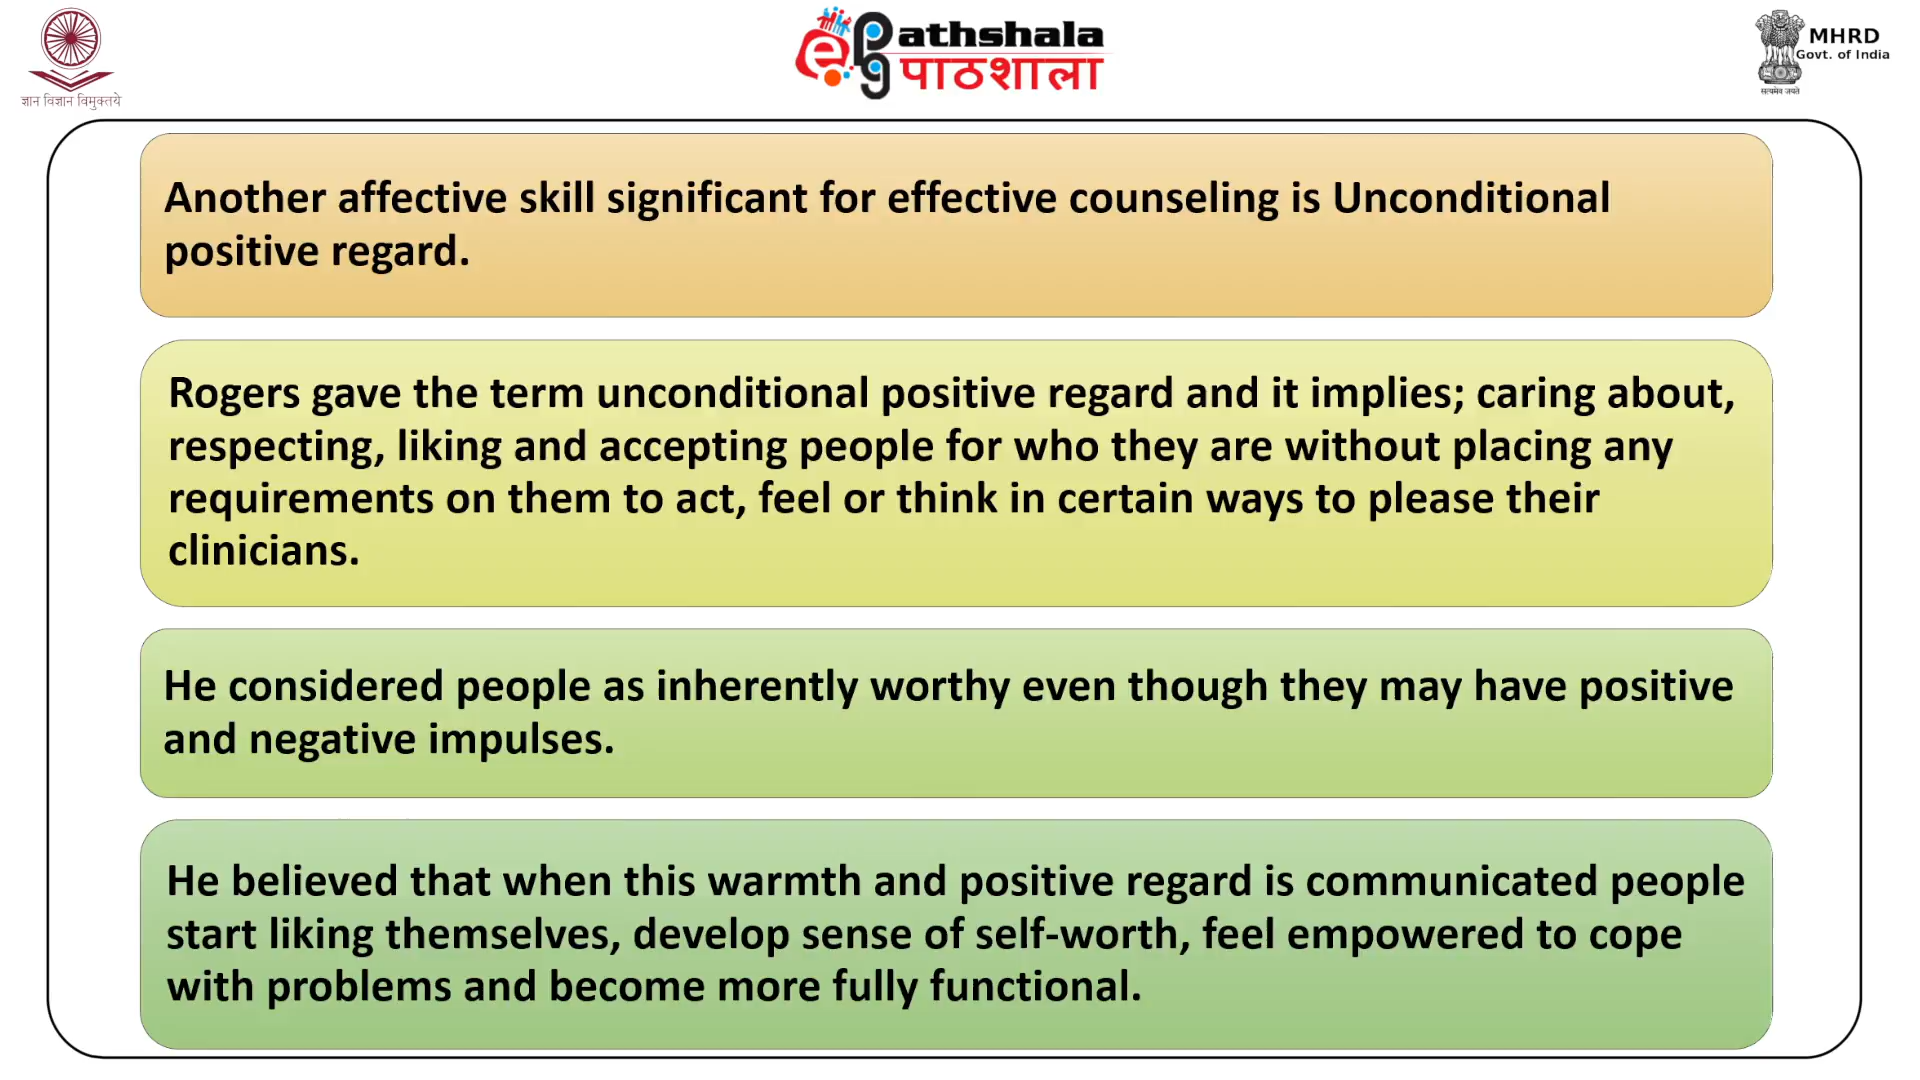 ज्ञान विज्ञान विमुक्तये
ePG Pathshala
पाठशाला
MHRD
Govt. of India
सत्यमेव जयते
Another affective skill significant for effective counseling is Unconditional
positive regard.
Rogers gave the term unconditional positive regard and it implies; caring about,
respecting, liking and accepting people for who they are without placing any
requirements on them to act, feel or think in certain ways to please their
clinicians.
He considered people as inherently worthy even though they may have positive
and negative impulses.
He believed that when this warmth and positive regard is communicated people
start liking themselves, develop sense of self-worth, feel empowered to cope
with problems and become more fully functional.